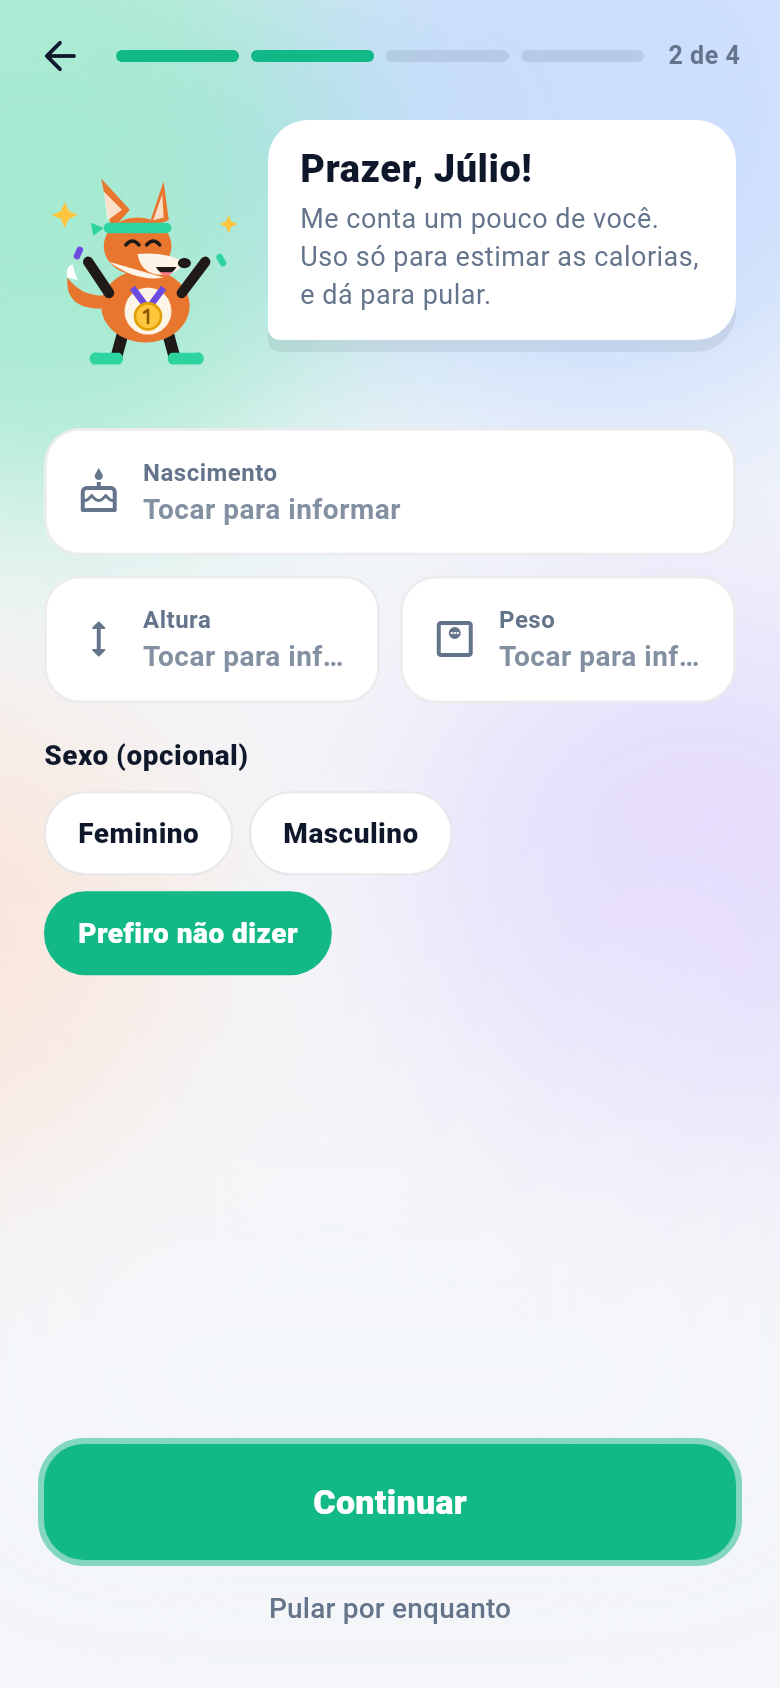 2 de 4
Prazer, Júlio!
Me conta um pouco de você.
Uso só para estimar as calorias,
e dá para pular.
1
Nascimento
Tocar para informar
Altura
Tocar para inf...
Peso
Tocar para inf...
Sexo (opcional)
Feminino
Masculino
Prefiro não dizer
Continuar
Pular por enquanto